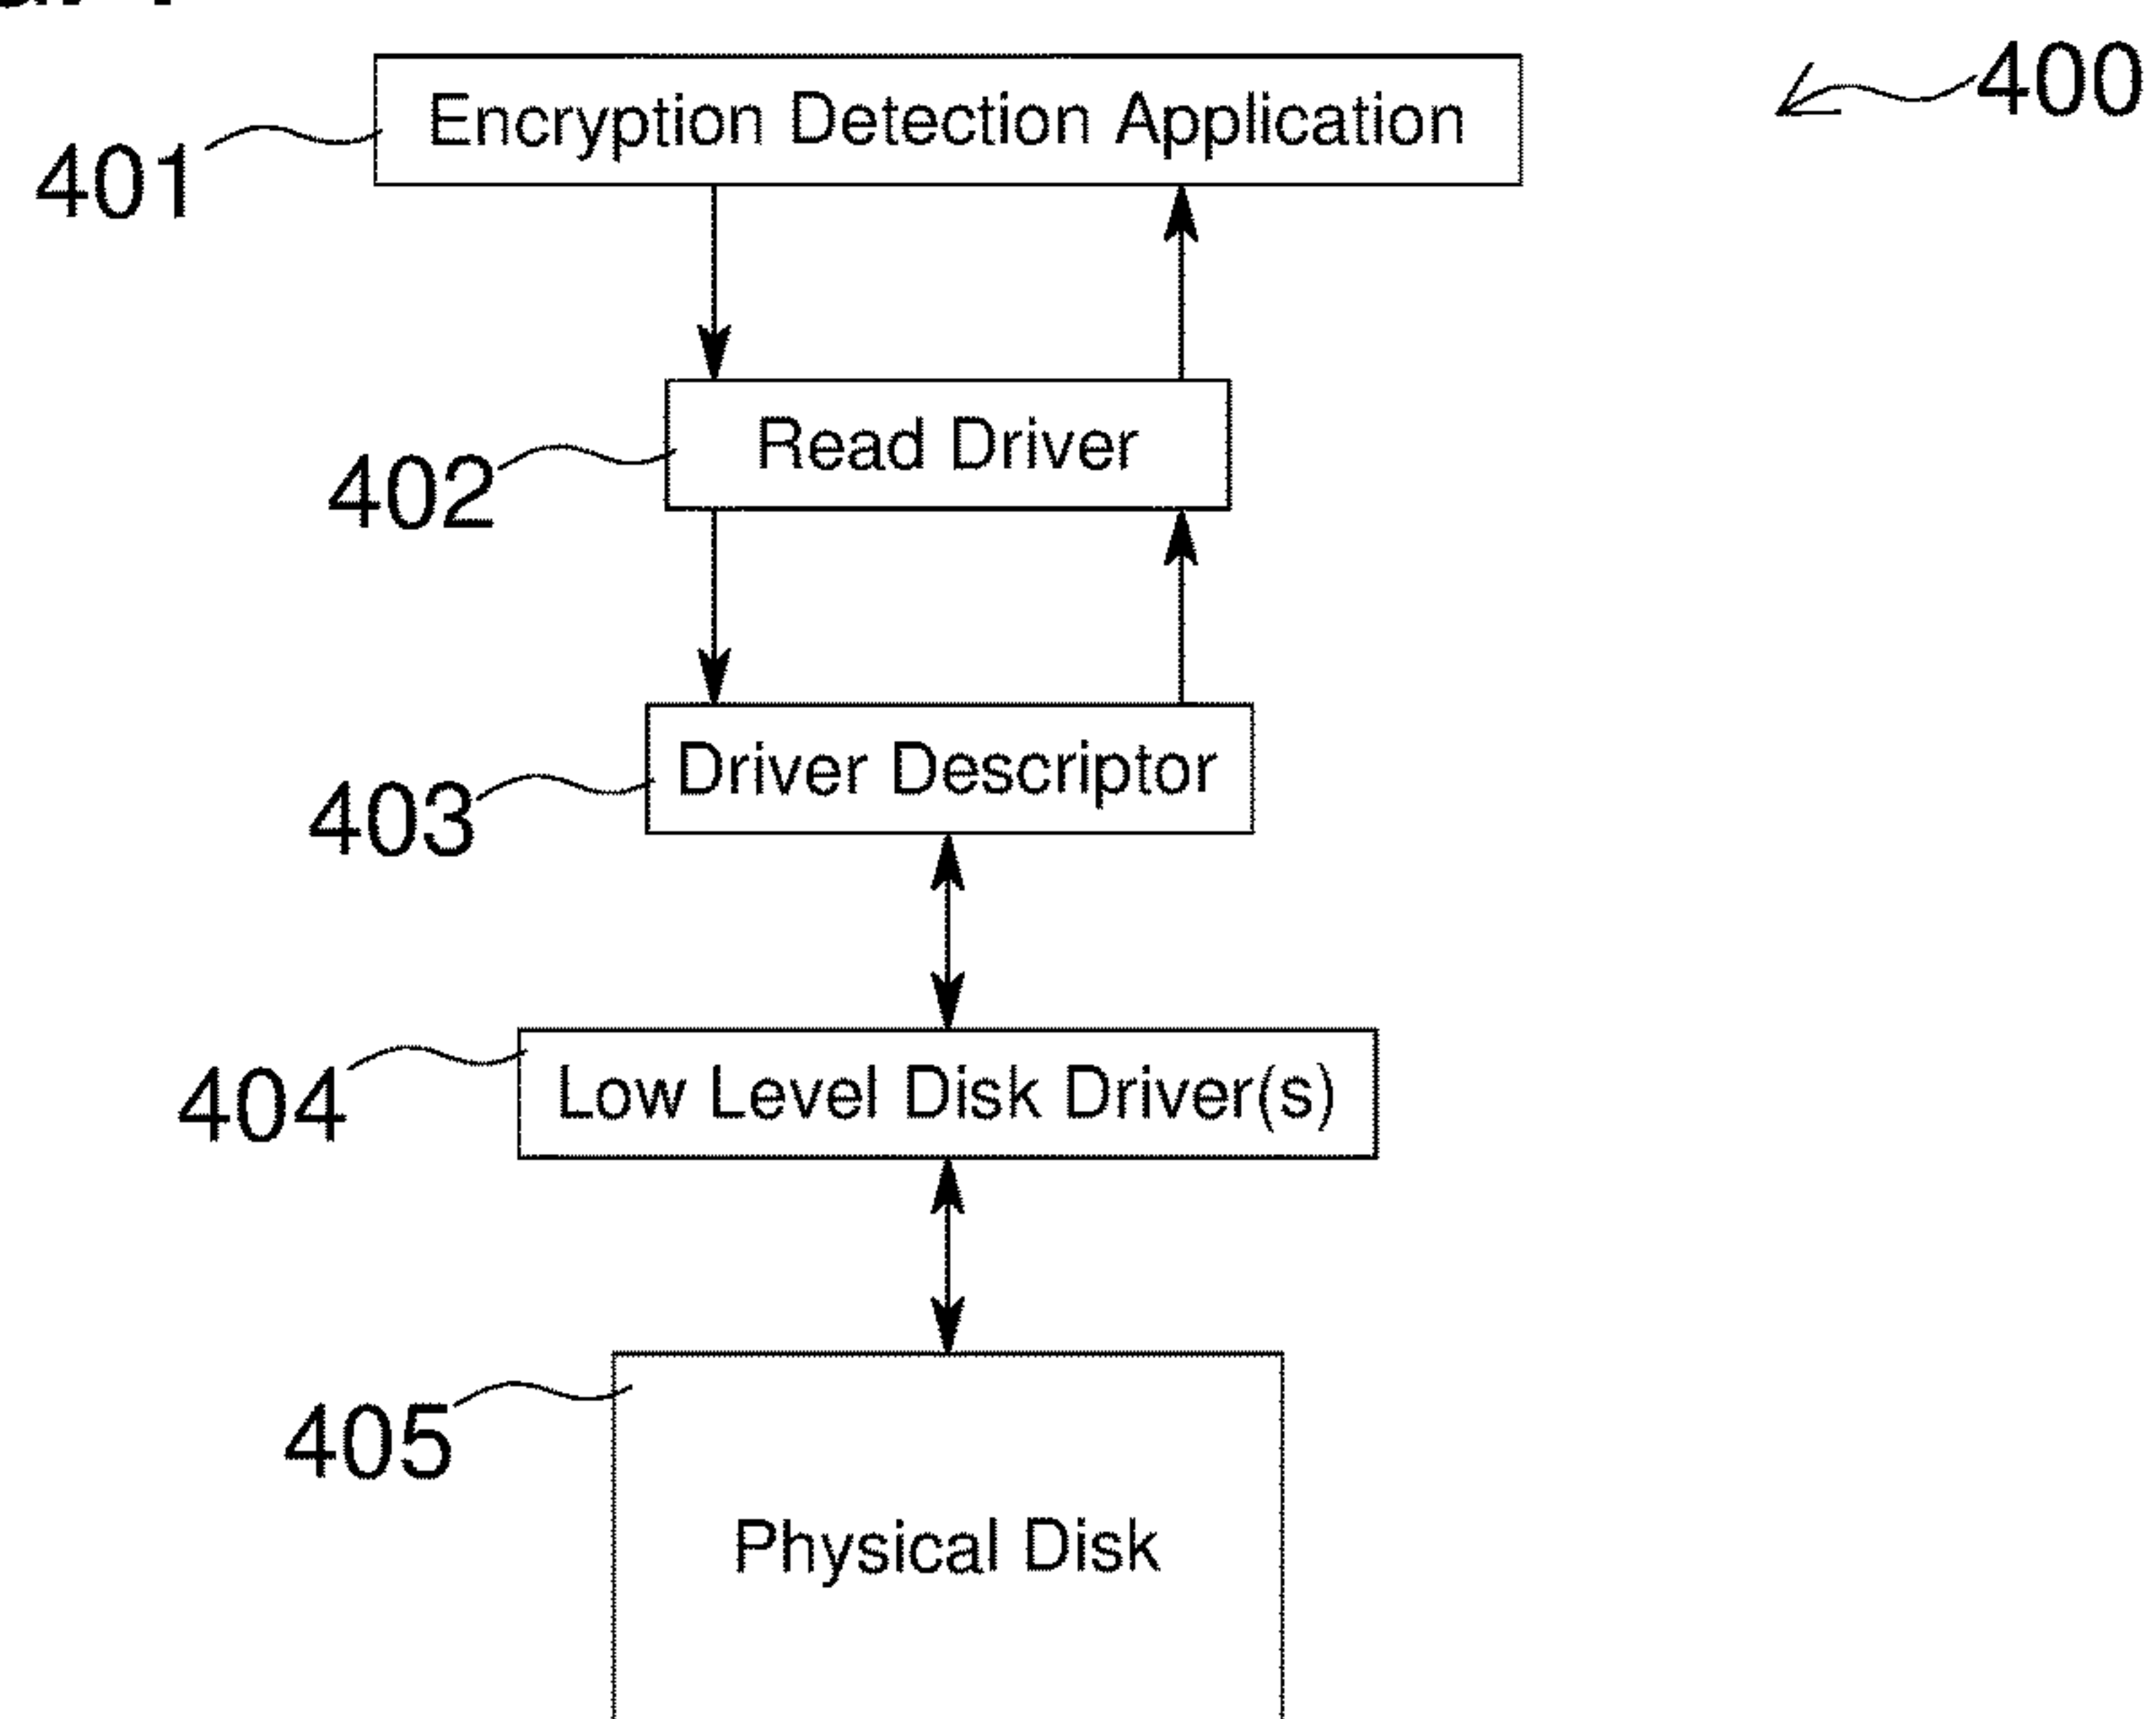 Encryption Detection Application
400
401
Read Driver
402
Driver Descriptor
403
Low Level Disk Driver(s)
404
405
Physical Disk